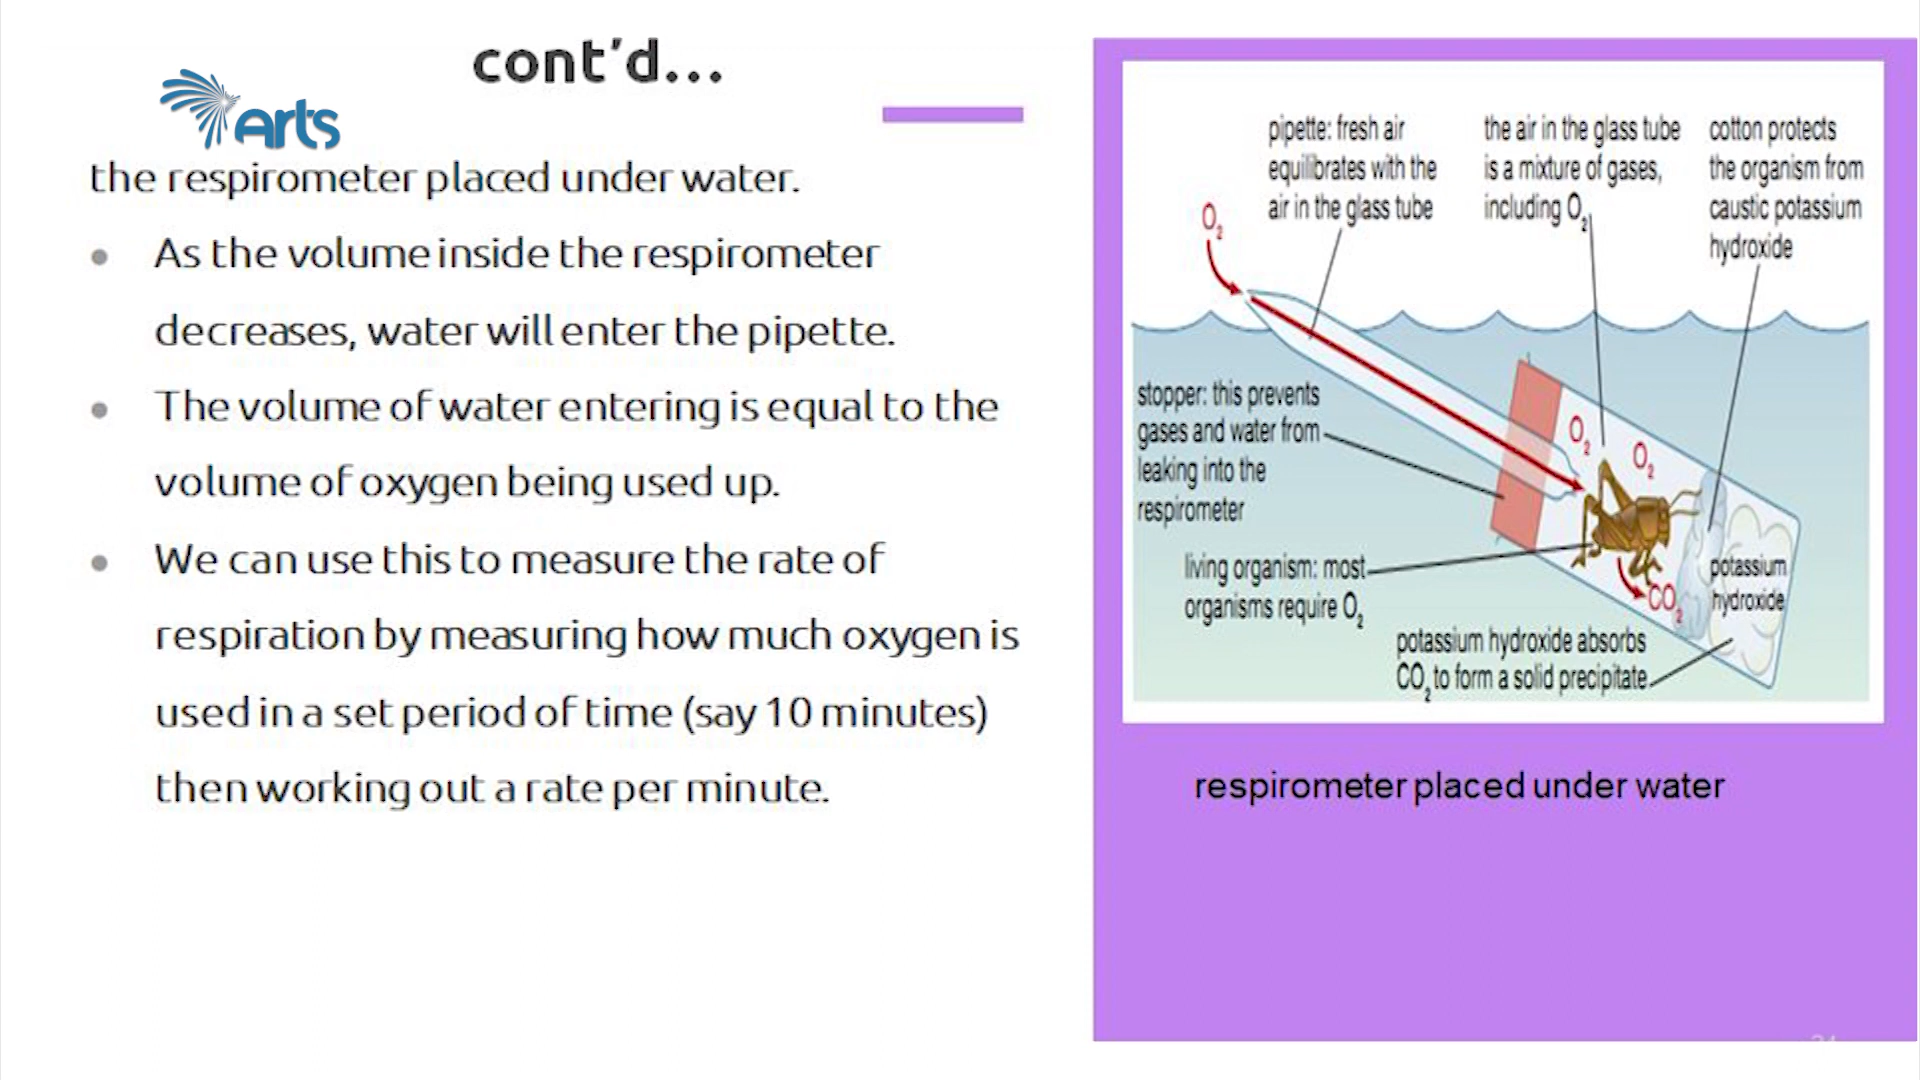 cont’d...
arts
the respirometer placed under water.
• As the volume inside the respirometer
decreases, water will enter the pipette.
• The volume of water entering is equal to the
volume of oxygen being used up.
• We can use this to measure the rate of
respiration by measuring how much oxygen is
used in a set period of time (say 10 minutes)
then working out a rate per minute.
pipette: fresh air
equilibrates with the
air in the glass tube
the air in the glass tube
is a mixture of gases,
including O₂
cotton protects
the organism from
caustic potassium
hydroxide
O₂
stopper: this prevents
gases and water from
leaking into the
respirometer
O₂
O₂
living organism: most
organisms require O₂
CO₂
potassium
hydroxide
potassium hydroxide absorbs
CO₂ to form a solid precipitate
respirometer placed under water